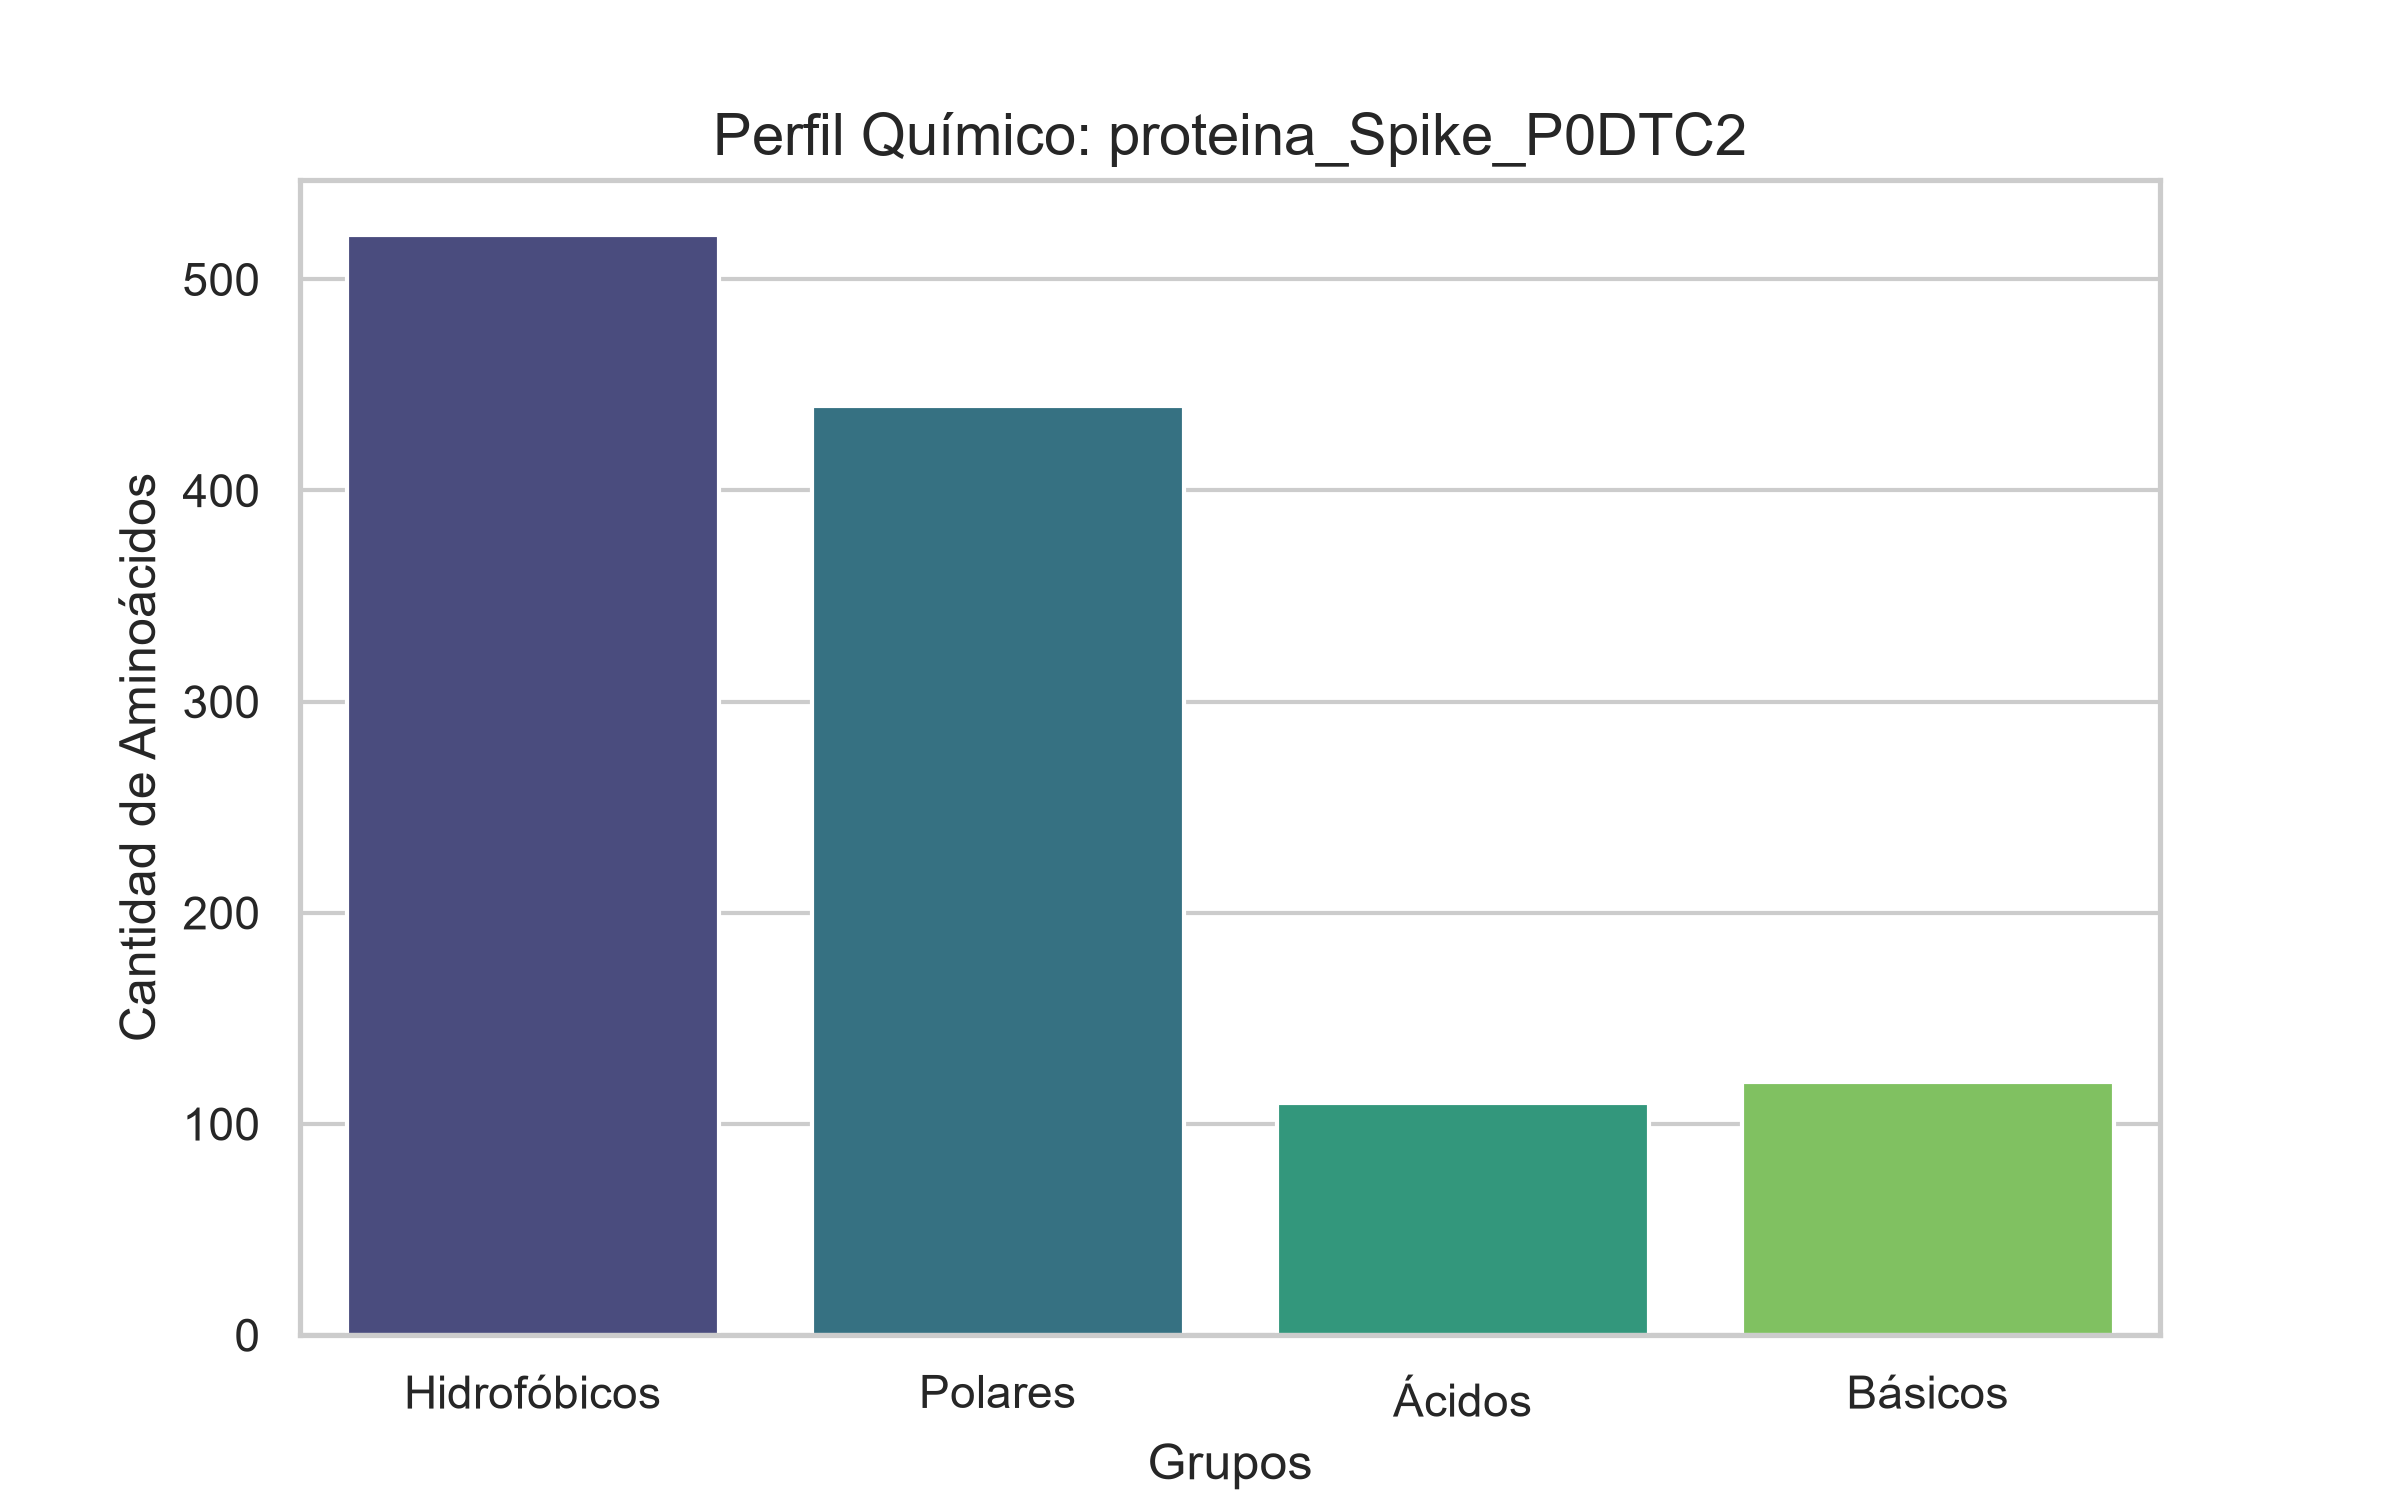 Perfil Químico: proteina_Spike_P0DTC2
Cantidad de Aminoácidos
500
400
300
200
100
0
Hidrofóbicos Polares Ácidos Básicos
Grupos